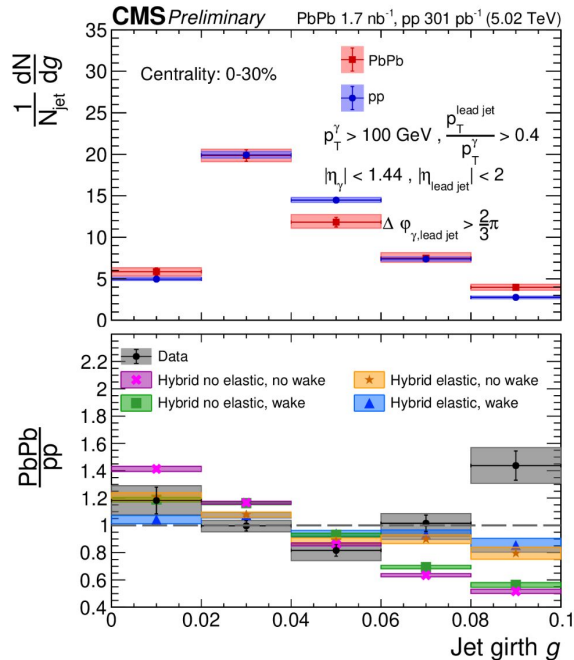 CMS Preliminary PbPb 1.7 nb⁻¹, pp 301 pb⁻¹ (5.02 TeV)
1/N_jet dN/dg
35
30
25
20
15
10
5
0
Centrality: 0-30%
PbPb
pp
p_T^γ > 100 GeV , p_T^lead jet / p_T^γ > 0.4
|η_γ| < 1.44 , |η_lead jet| < 2
Δ φ_γ,lead jet > 2/3 π
PbPb/pp
2.2
2
1.8
1.6
1.4
1.2
1
0.8
0.6
0.4
Data
Hybrid no elastic, no wake
Hybrid elastic, no wake
Hybrid no elastic, wake
Hybrid elastic, wake
0 0.02 0.04 0.06 0.08 0.1
Jet girth g